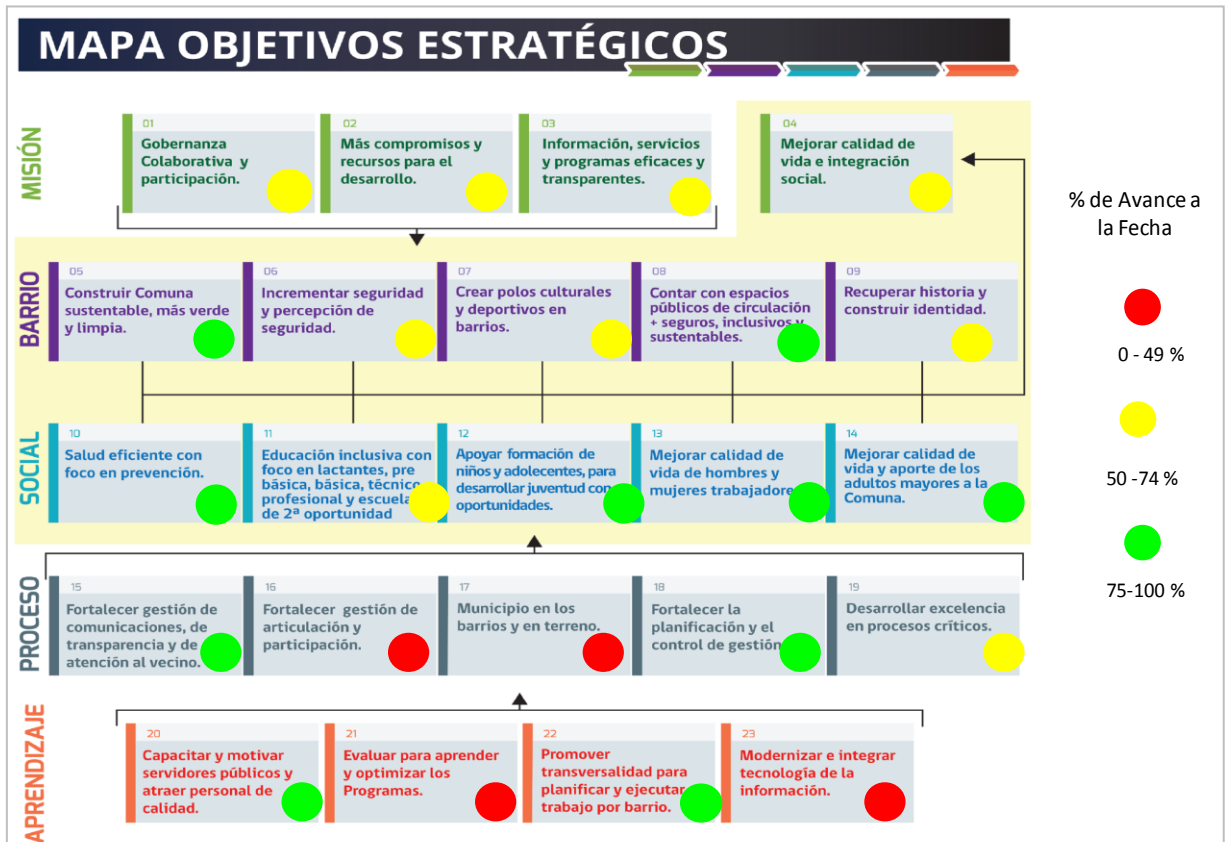 MAPA OBJETIVOS ESTRATÉGICOS
MISIÓN
01
Gobernanza
Colaborativa y
participación.
02
Más compromisos y
recursos para el
desarrollo.
03
Información, servicios
y programas eficaces y
transparentes.
04
Mejorar calidad de
vida e integración
social.
BARRIO
05
Construir Comuna
sustentable, más verde
y limpia.
06
Incrementar seguridad
y percepción de
seguridad.
07
Crear polos culturales
y deportivos en
barrios.
08
Contar con espacios
públicos de circulación
+ seguros, inclusivos y
sustentables.
09
Recuperar historia y
construir identidad.
SOCIAL
10
Salud eficiente con
foco en prevención.
11
Educación inclusiva con
foco en lactantes, pre
básica, básica, técnico
profesional y escuela
de 2ª oportunidad
12
Apoyar formación de
niños y adolecentes, para
desarrollar juventud con
oportunidades.
13
Mejorar calidad de
vida de hombres y
mujeres trabajadore
14
Mejorar calidad de
vida y aporte de los
adultos mayores a la
Comuna.
PROCESO
15
Fortalecer gestión de
comunicaciones, de
transparencia y de
atención al vecino.
16
Fortalecer gestión de
articulación y
participación.
17
Municipio en los
barrios y en terreno.
18
Fortalecer la
planificación y el
control de gestión
19
Desarrollar excelencia
en procesos críticos.
APRENDIZAJE
20
Capacitar y motivar
servidores públicos y
atraer personal de
calidad.
21
Evaluar para aprender
y optimizar los
Programas.
22
Promover
transversalidad para
planificar y ejecutar
trabajo por barrio.
23
Modernizar e integrar
tecnología de la
información.
% de Avance a
la Fecha
0 - 49 %
50 -74 %
75-100 %